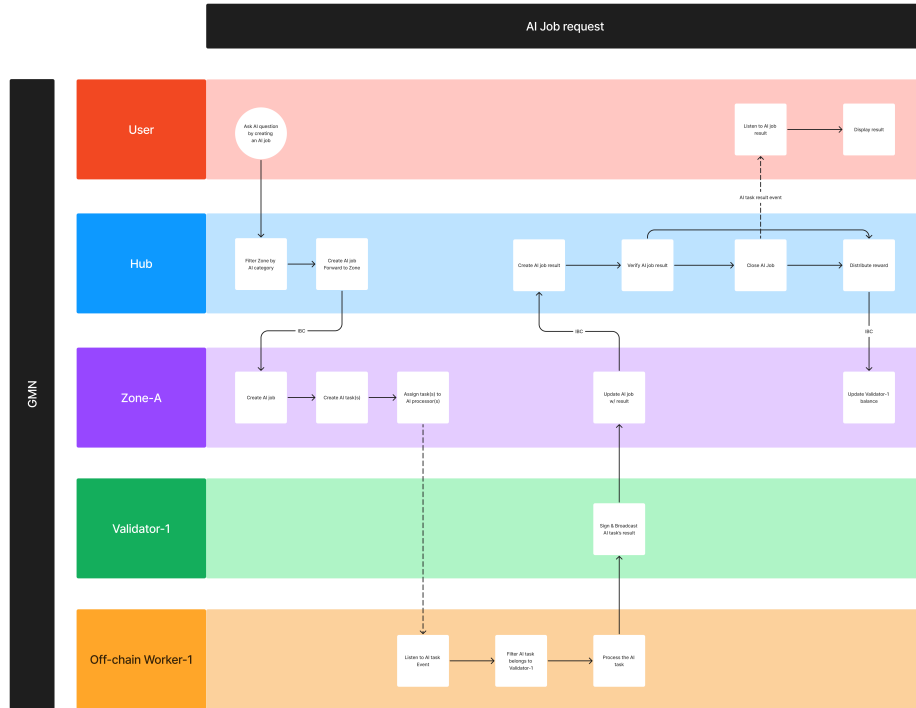 AI Job request
GMN
User
Ask AI question
by creating
an AI job
Listen to AI job
result
Display result
AI task result event
Hub
Filter Zone by
AI category
Create AI job
Forward to Zone
Create AI job result
Verify AI job result
Close AI Job
Distribute reward
IBC
IBC
IBC
Zone-A
Create AI job
Create AI task(s)
Assign task(s) to
AI processor(s)
Update AI job
w/ result
Update Validator-1
balance
Validator-1
Sign & Broadcast
AI task's result
Off-chain Worker-1
Listen to AI task
Event
Filter AI task
belongs to
Validator-1
Process the AI
task